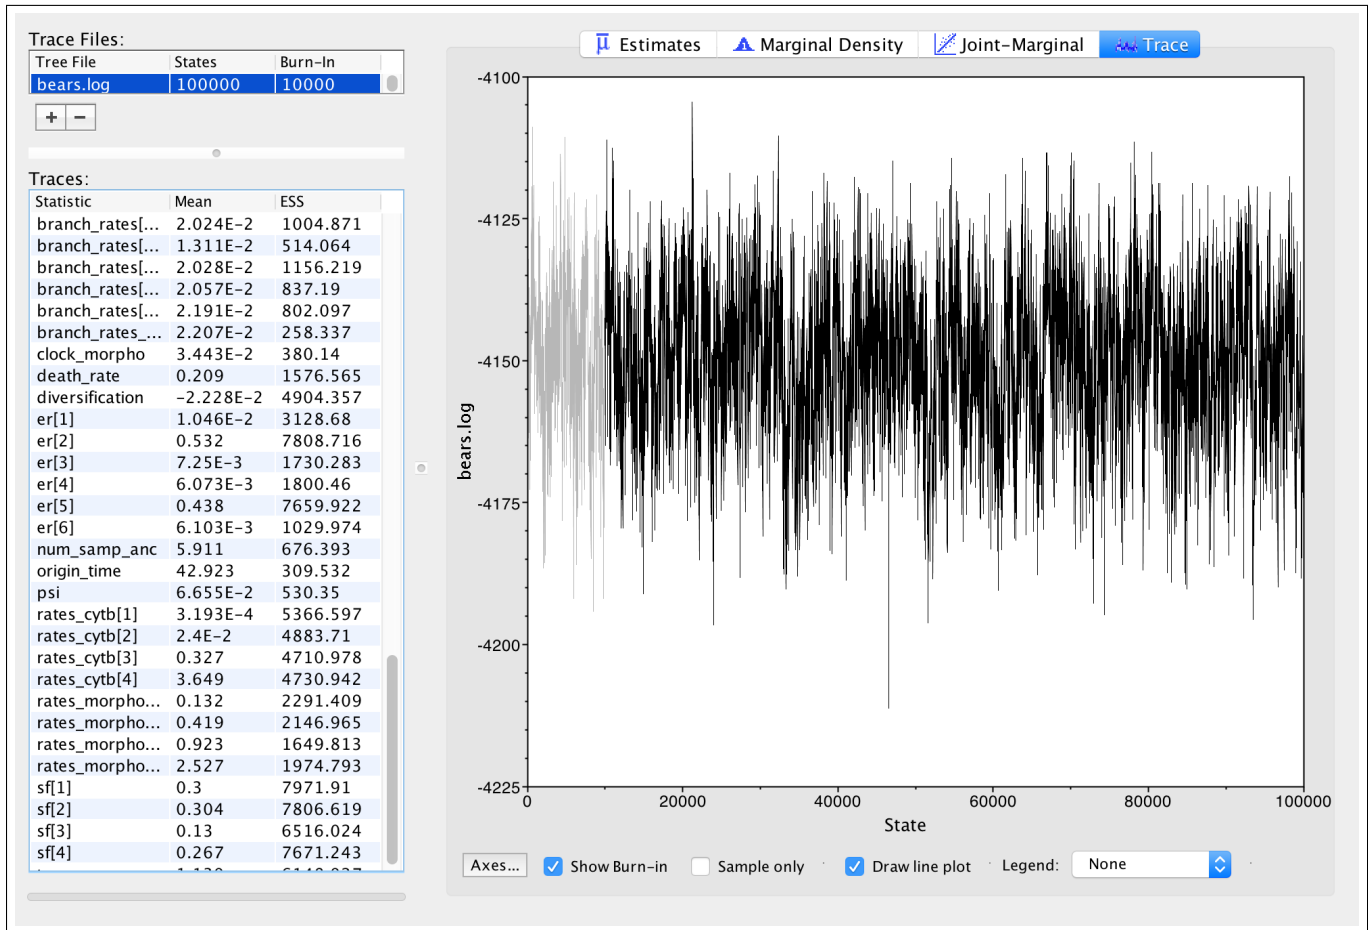 Trace Files:
Tree File States Burn-In
bears.log 100000 10000
+ −
Traces:
Statistic Mean ESS
branch_rates[... 2.024E-2 1004.871
branch_rates[... 1.311E-2 514.064
branch_rates[... 2.028E-2 1156.219
branch_rates[... 2.057E-2 837.19
branch_rates[... 2.191E-2 802.097
branch_rates_... 2.207E-2 258.337
clock_morpho 3.443E-2 380.14
death_rate 0.209 1576.565
diversification -2.228E-2 4904.357
er[1] 1.046E-2 3128.68
er[2] 0.532 7808.716
er[3] 7.25E-3 1730.283
er[4] 6.073E-3 1800.46
er[5] 0.438 7659.922
er[6] 6.103E-3 1029.974
num_samp_anc 5.911 676.393
origin_time 42.923 309.532
psi 6.655E-2 530.35
rates_cytb[1] 3.193E-4 5366.597
rates_cytb[2] 2.4E-2 4883.71
rates_cytb[3] 0.327 4710.978
rates_cytb[4] 3.649 4730.942
rates_morpho... 0.132 2291.409
rates_morpho... 0.419 2146.965
rates_morpho... 0.923 1649.813
rates_morpho... 2.527 1974.793
sf[1] 0.3 7971.91
sf[2] 0.304 7806.619
sf[3] 0.13 6516.024
sf[4] 0.267 7671.243
μ Estimates Marginal Density Joint-Marginal Trace
-4100
-4125
-4150
-4175
-4200
-4225
bears.log
0 20000 40000 60000 80000 100000
State
Axes... Show Burn-in Sample only Draw line plot Legend: None